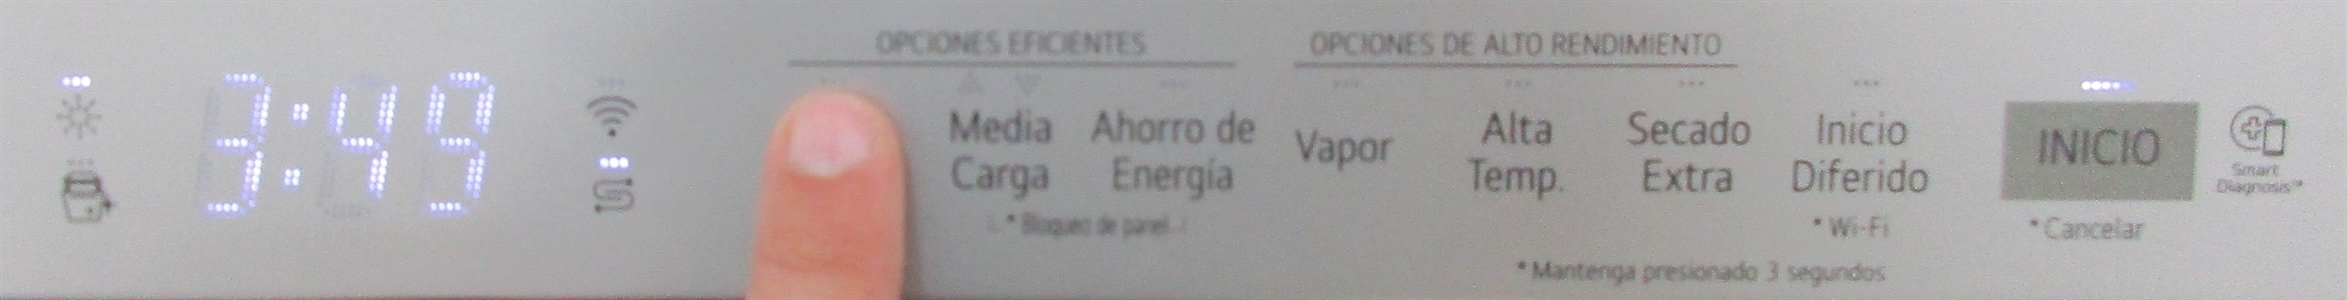 OPCIONES EFICIENTES
OPCIONES DE ALTO RENDIMIENTO
3:49
Media
Carga
Ahorro de
Energía
* Bloqueo de panel
Vapor
Alta
Temp.
Secado
Extra
Inicio
Diferido
* Wi-Fi
INICIO
* Cancelar
Smart
Diagnosis™
* Mantenga presionado 3 segundos